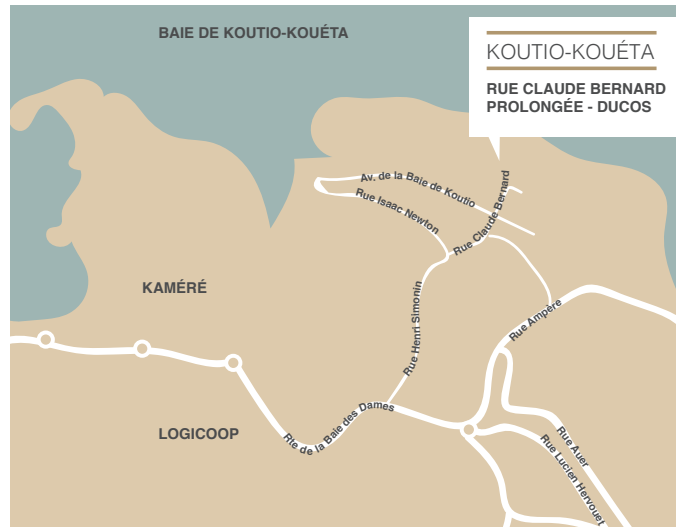 BAIE DE KOUTIO-KOUÉTA
KOUTIO-KOUÉTA
RUE CLAUDE BERNARD
PROLONGÉE - DUCOS
Av. de la Baie de Koutio
Rue Isaac Newton
Rue Claude Bernard
KAMÉRÉ
Rue Henri Simonin
Rue Ampère
LOGICOOP
Rte de la Baie des Dames
Rue Auer
Rue Lucien Hervouet